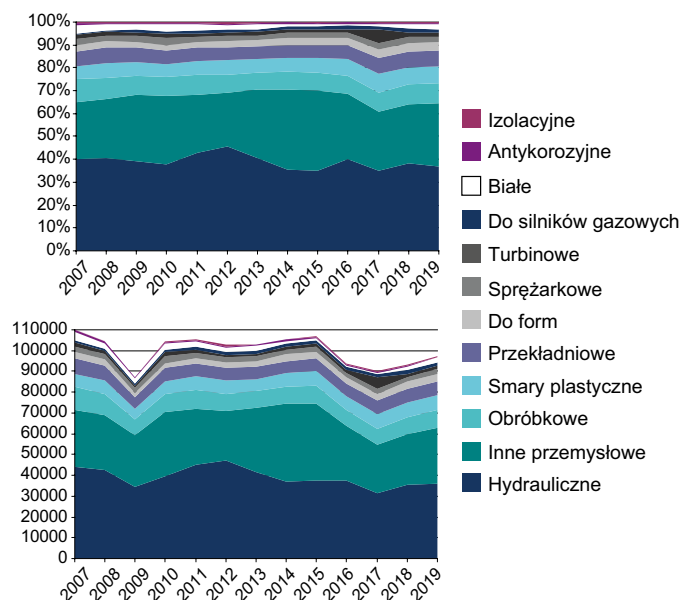 100%
90%
80%
70%
60%
50%
40%
30%
20%
10%
0%
2007 2008 2009 2010 2011 2012 2013 2014 2015 2016 2017 2018 2019
110000
100000
90000
80000
70000
60000
50000
40000
30000
20000
10000
0
2007 2008 2009 2010 2011 2012 2013 2014 2015 2016 2017 2018 2019
Izolacyjne
Antykorozyjne
Białe
Do silników gazowych
Turbinowe
Sprężarkowe
Do form
Przekładniowe
Smary plastyczne
Obróbkowe
Inne przemysłowe
Hydrauliczne